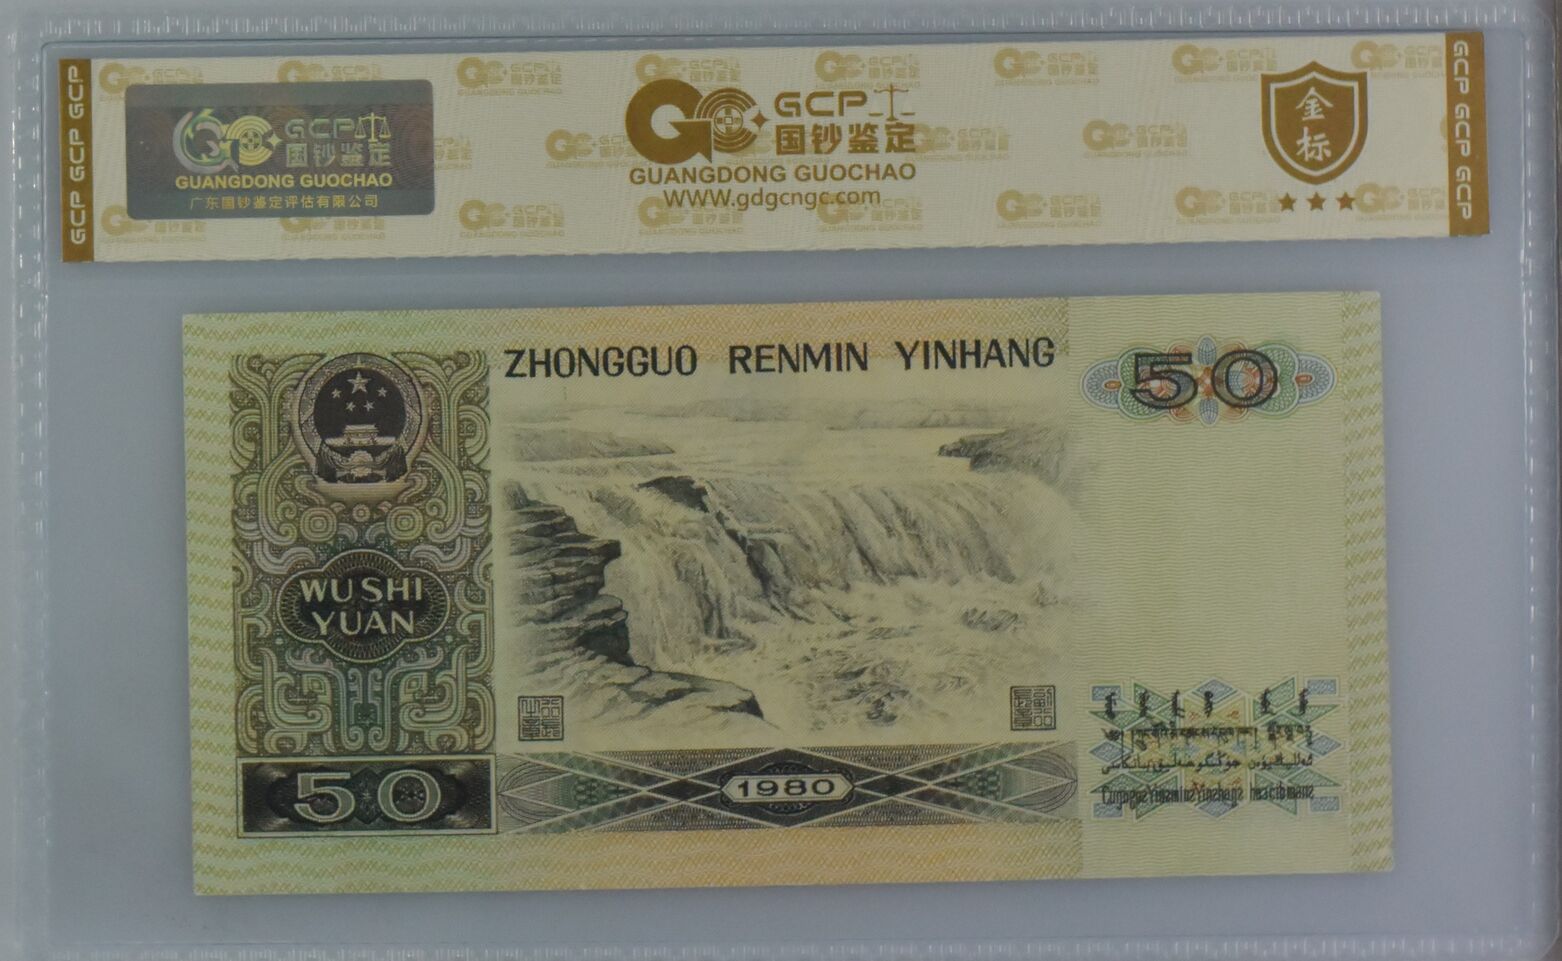 GCP GCP GCP
GCP
国钞鉴定
GUANGDONG GUOCHAO
广东国钞鉴定评估有限公司
GCP
国钞鉴定
GUANGDONG GUOCHAO
WWW.gdgcngc.com
金标
GCP GCP GCP
ZHONGGUO RENMIN YINHANG
50
WU SHI
YUAN
50
1980